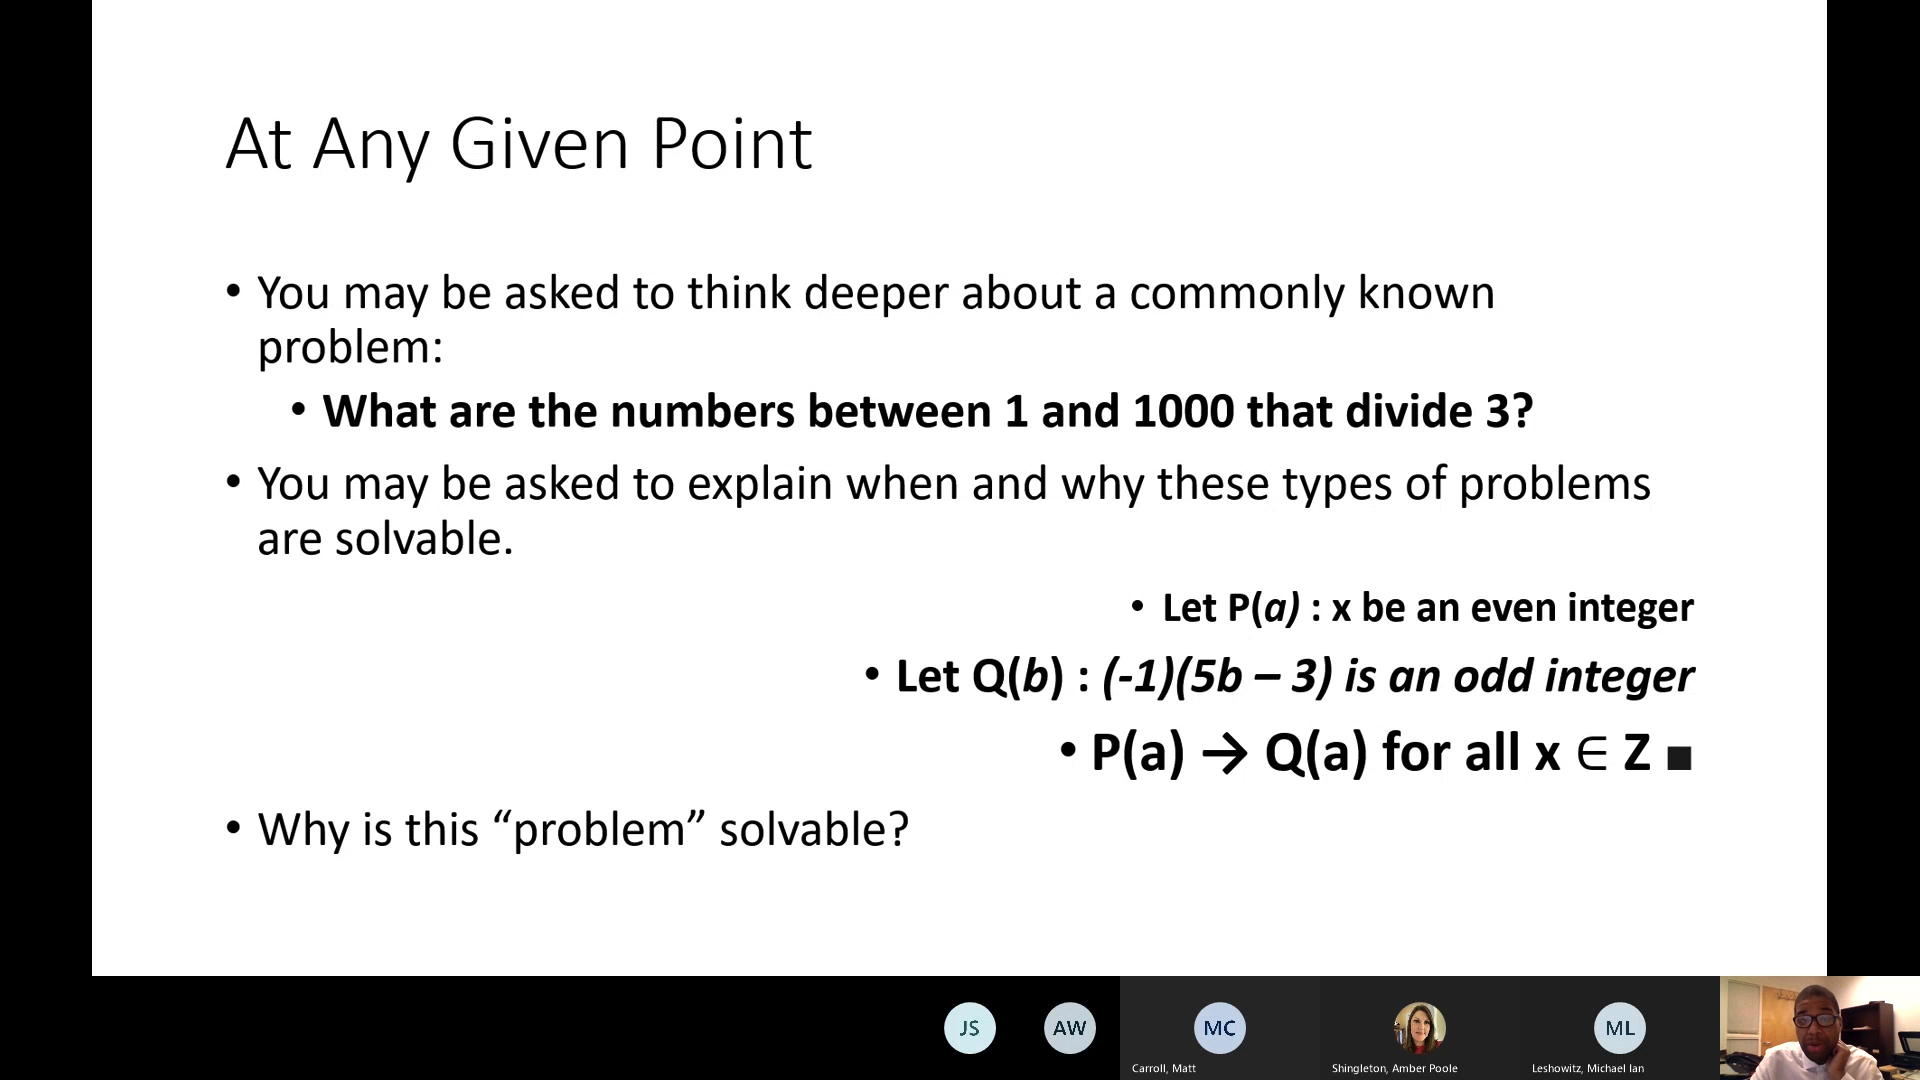 At Any Given Point
• You may be asked to think deeper about a commonly known
problem:
• What are the numbers between 1 and 1000 that divide 3?
• You may be asked to explain when and why these types of problems
are solvable.
• Let P(a) : x be an even integer
• Let Q(b) : (-1)(5b – 3) is an odd integer
• P(a) → Q(a) for all x ∈ Z ■
• Why is this “problem” solvable?
JS
AW
MC
ML
Carroll, Matt
Shingleton, Amber Poole
Leshowitz, Michael Ian